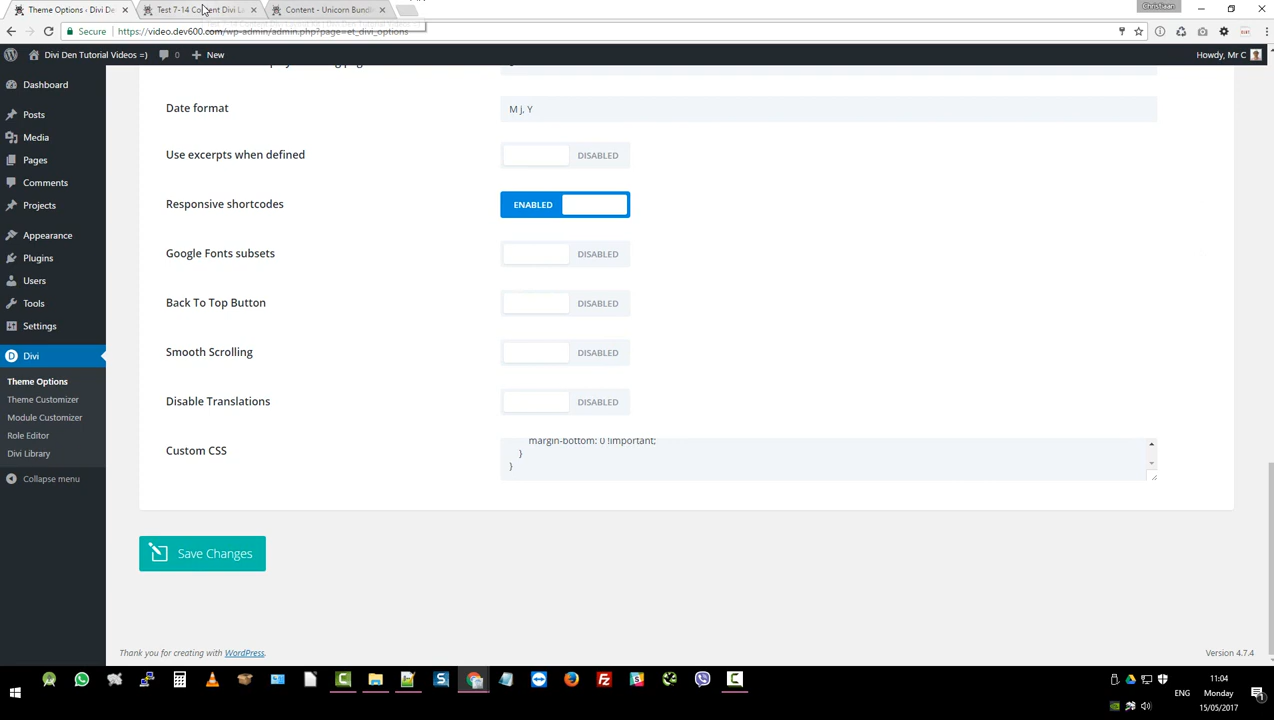 Theme Options ‹ Divi De
Test 7-14 Content Divi L
Content - Unicorn Bundl
Christiaan
Secure
https://video.dev600.com/wp-admin/admin.php?page=et_divi_options
Divi Den Tutorial Videos =)
0
New
Howdy, Mr C
Dashboard
Posts
Media
Pages
Comments
Projects
Appearance
Plugins
Users
Tools
Settings
Divi
Theme Options
Theme Customizer
Module Customizer
Role Editor
Divi Library
Collapse menu
Date format
M j, Y
Use excerpts when defined
DISABLED
Responsive shortcodes
ENABLED
Google Fonts subsets
DISABLED
Back To Top Button
DISABLED
Smooth Scrolling
DISABLED
Disable Translations
DISABLED
Custom CSS
margin-bottom: 0 !important;
}
}
Save Changes
Thank you for creating with WordPress.
Version 4.7.4
11:04
ENG
Monday
15/05/2017